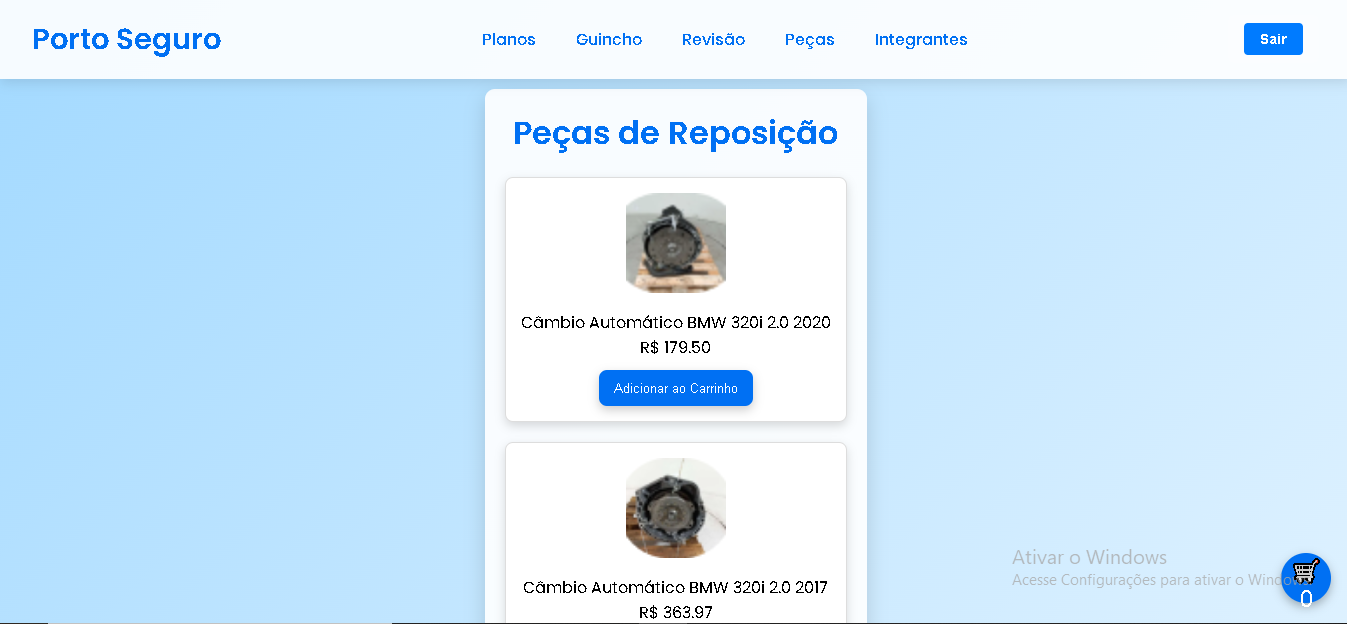 Porto Seguro
Planos
Guincho
Revisão
Peças
Integrantes
Sair
Peças de Reposição
Câmbio Automático BMW 320i 2.0 2020
R$ 179.50
Adicionar ao Carrinho
Câmbio Automático BMW 320i 2.0 2017
R$ 363.97
Ativar o Windows
Acesse Configurações para ativar o Windows.
0